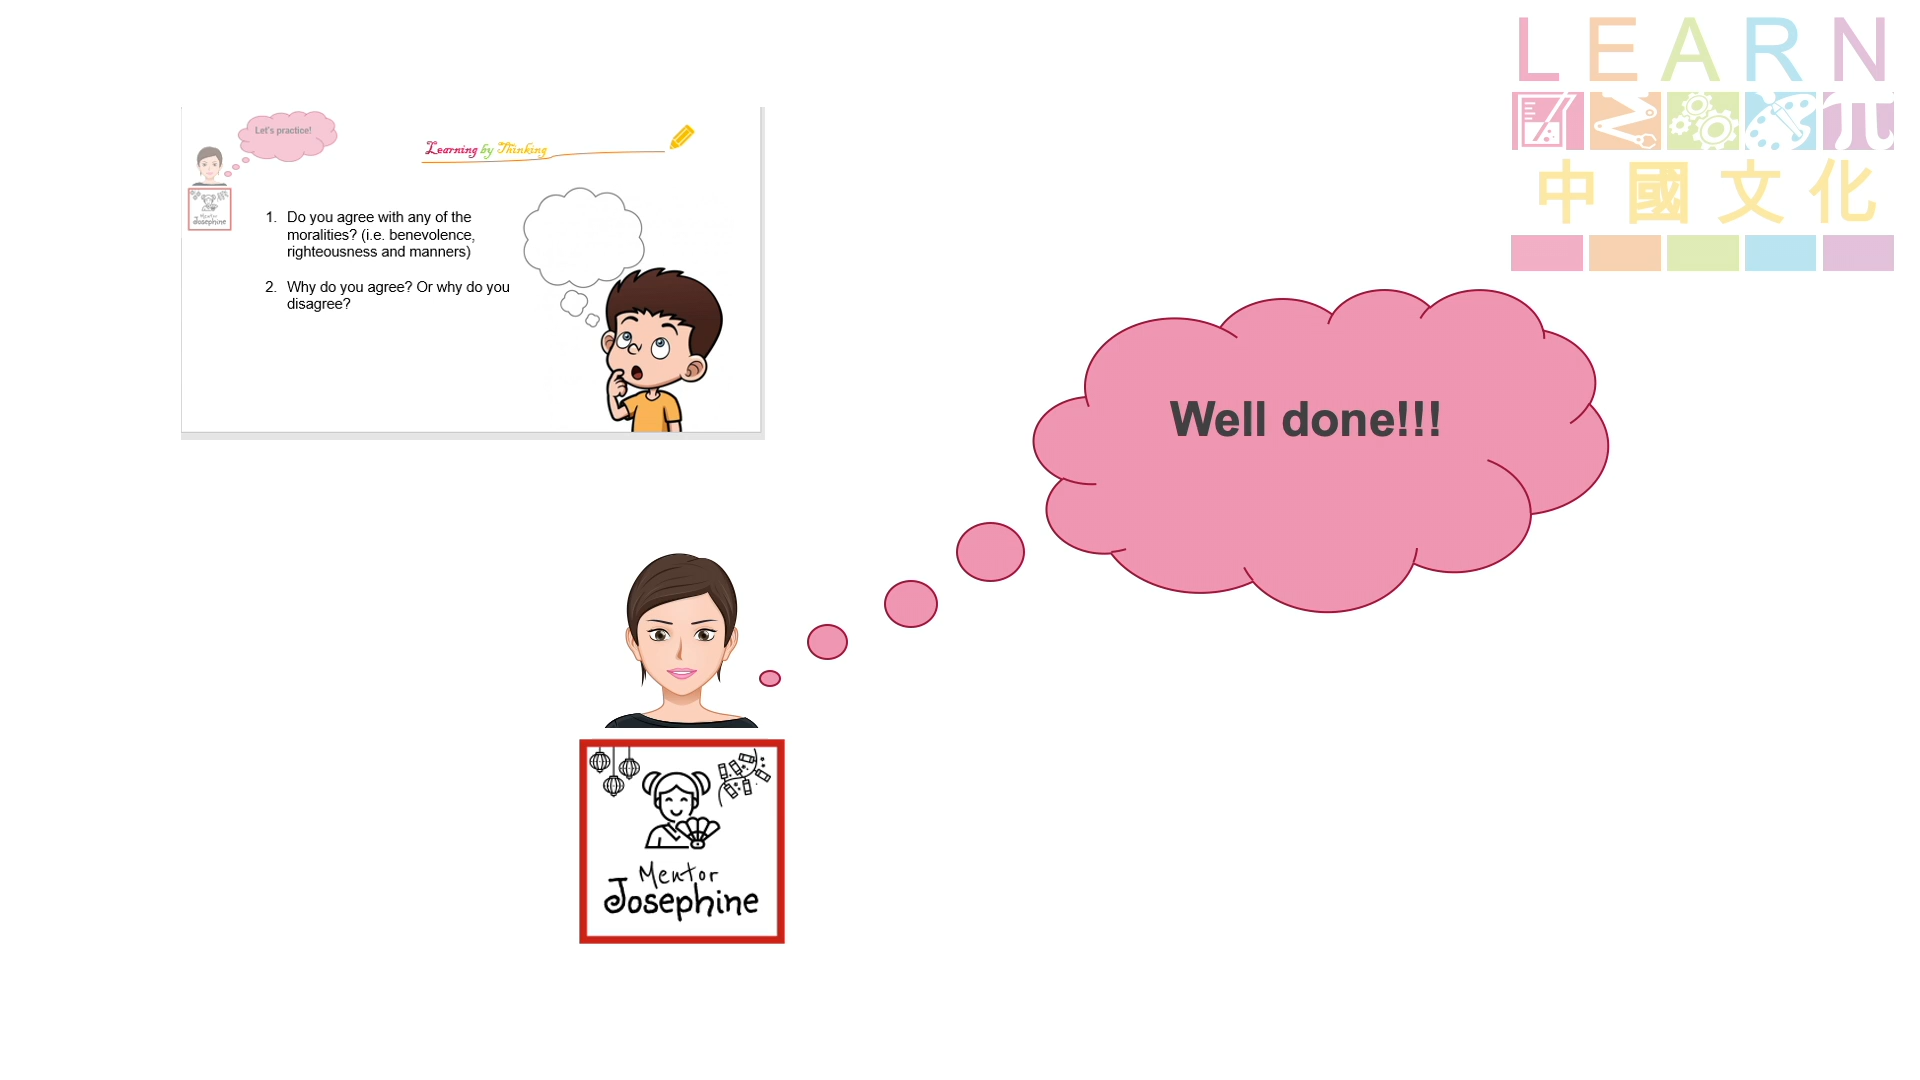 LEARN
中國文化
Let's practice!
Learning by Thinking
Mentor
Josephine
1. Do you agree with any of the
moralities? (i.e. benevolence,
righteousness and manners)
2. Why do you agree? Or why do you
disagree?
Well done!!!
Mentor
Josephine